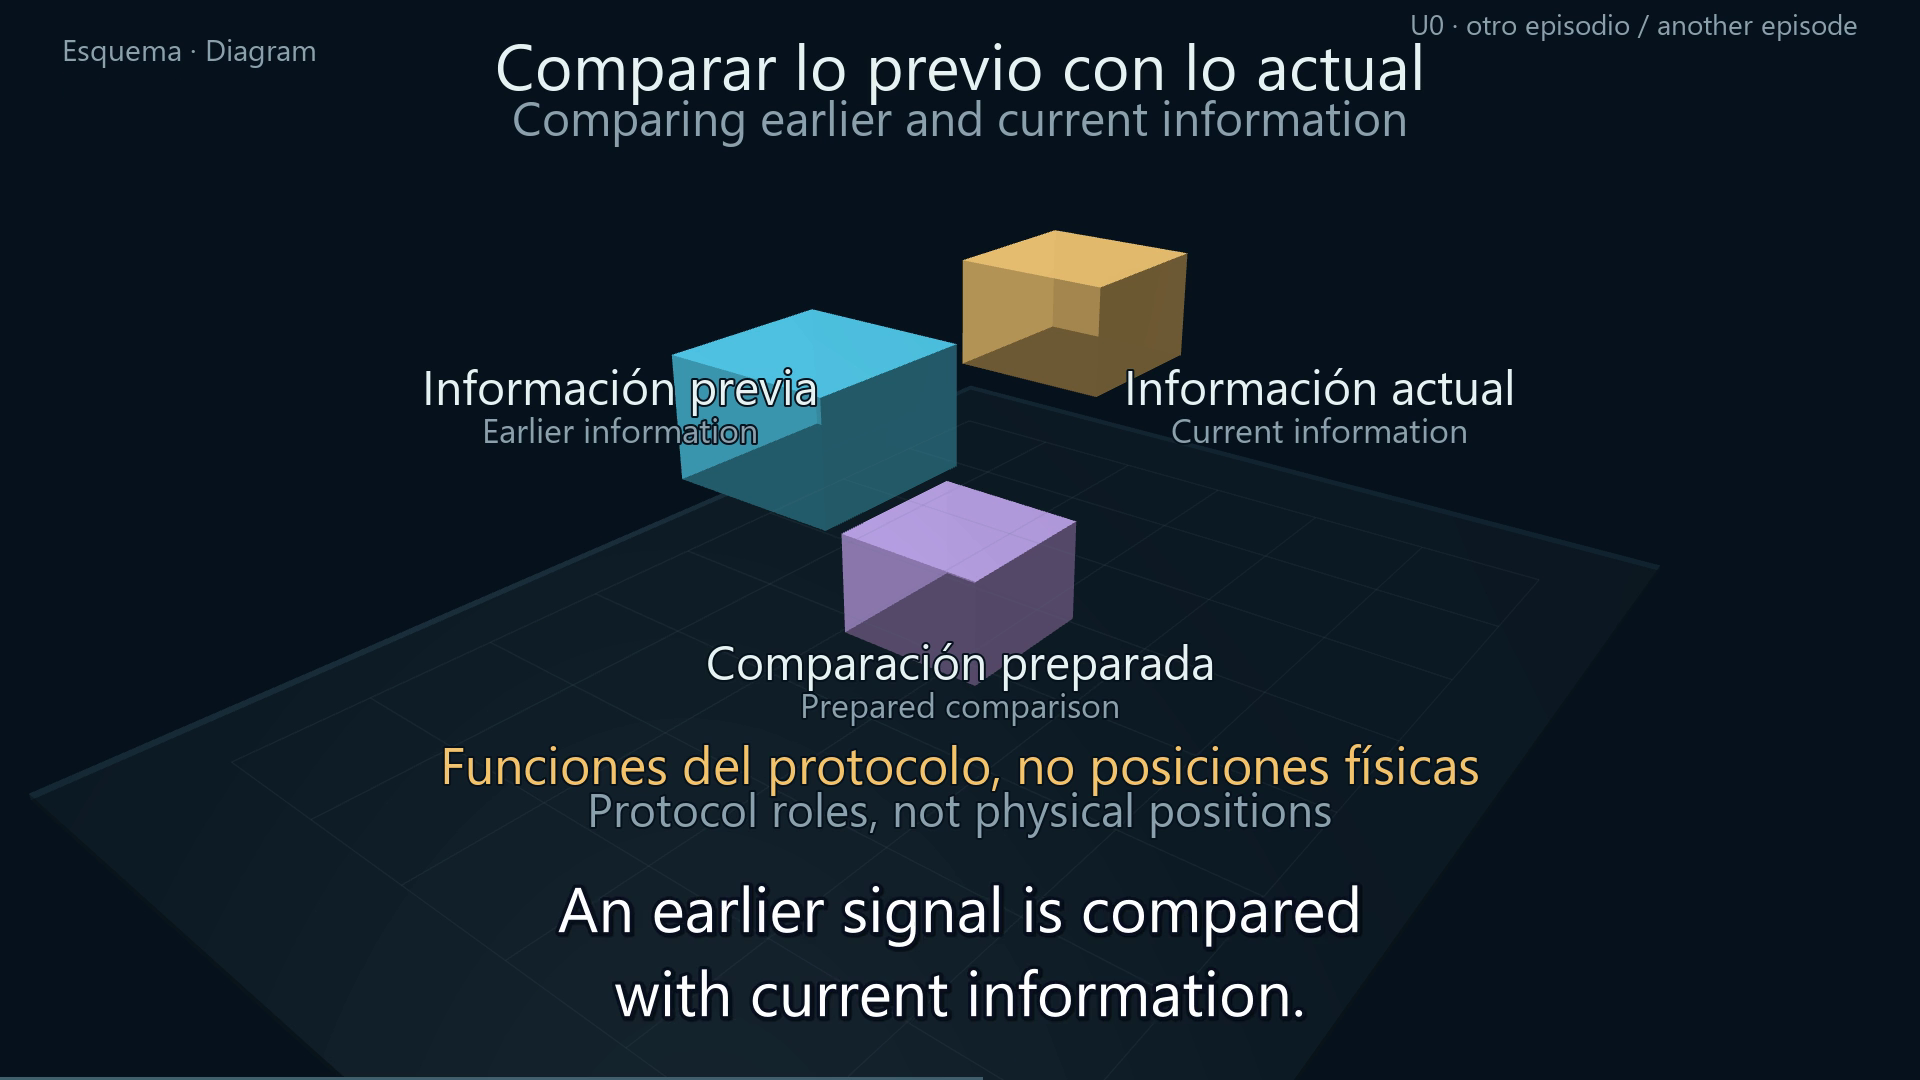 Esquema · Diagram
U0 · otro episodio / another episode
Comparar lo previo con lo actual
Comparing earlier and current information
Información previa
Earlier information
Información actual
Current information
Comparación preparada
Prepared comparison
Funciones del protocolo, no posiciones físicas
Protocol roles, not physical positions
An earlier signal is compared
with current information.